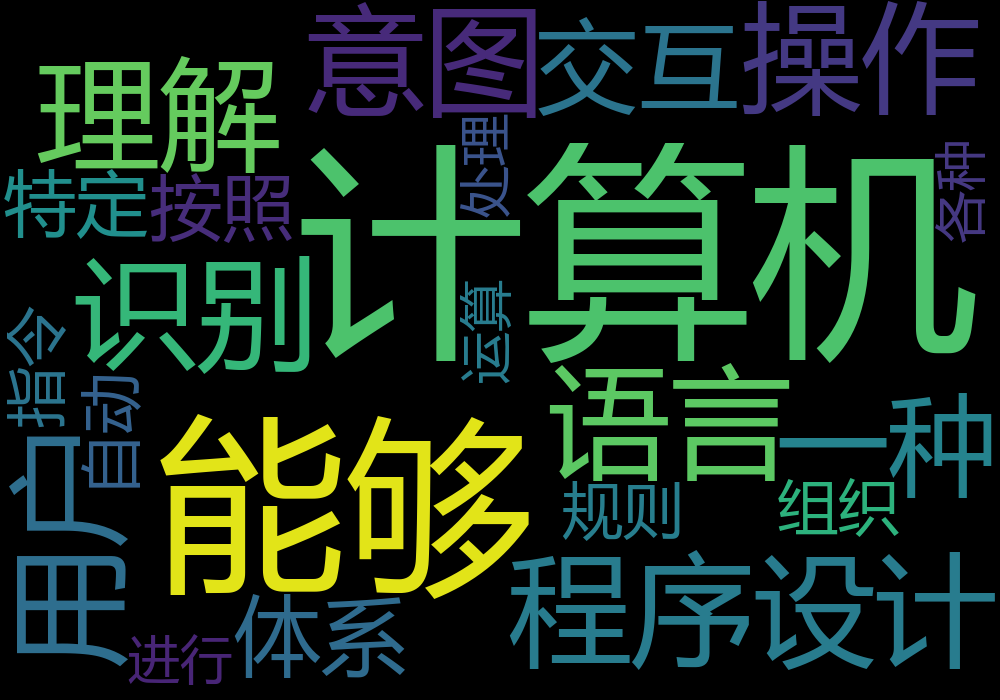 意图
交互
操作
理解
处理
各种
特定
按照
计算机
识别
运算
指令
自动
语言
一种
能够
用户
规则
组织
程序设计
体系
进行